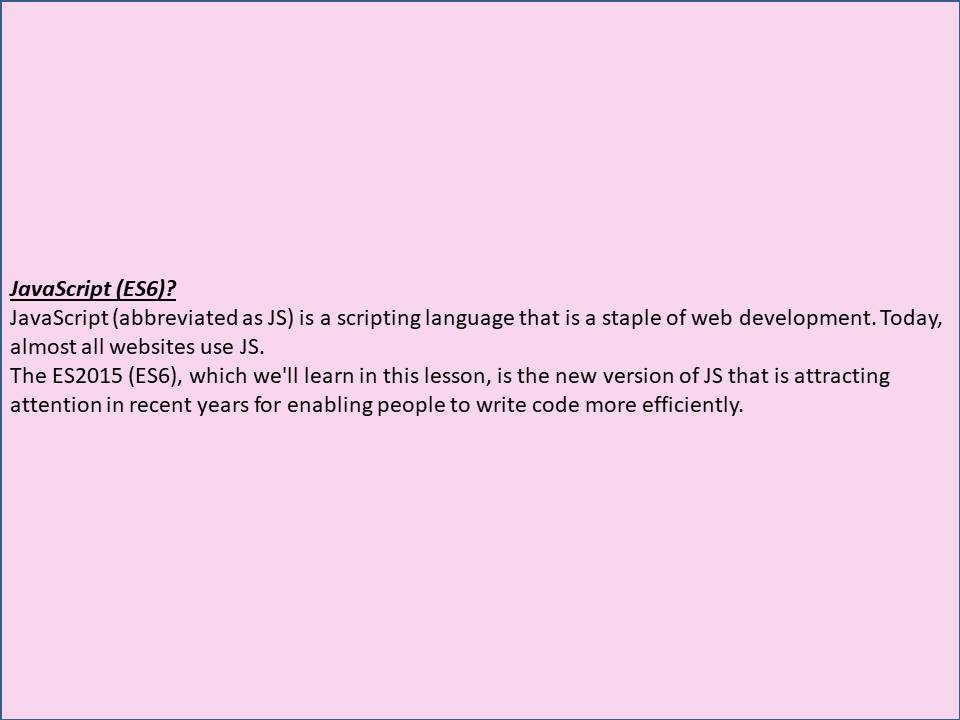 JavaScript (ES6)?
JavaScript (abbreviated as JS) is a scripting language that is a staple of web development. Today,
almost all websites use JS.
The ES2015 (ES6), which we'll learn in this lesson, is the new version of JS that is attracting
attention in recent years for enabling people to write code more efficiently.